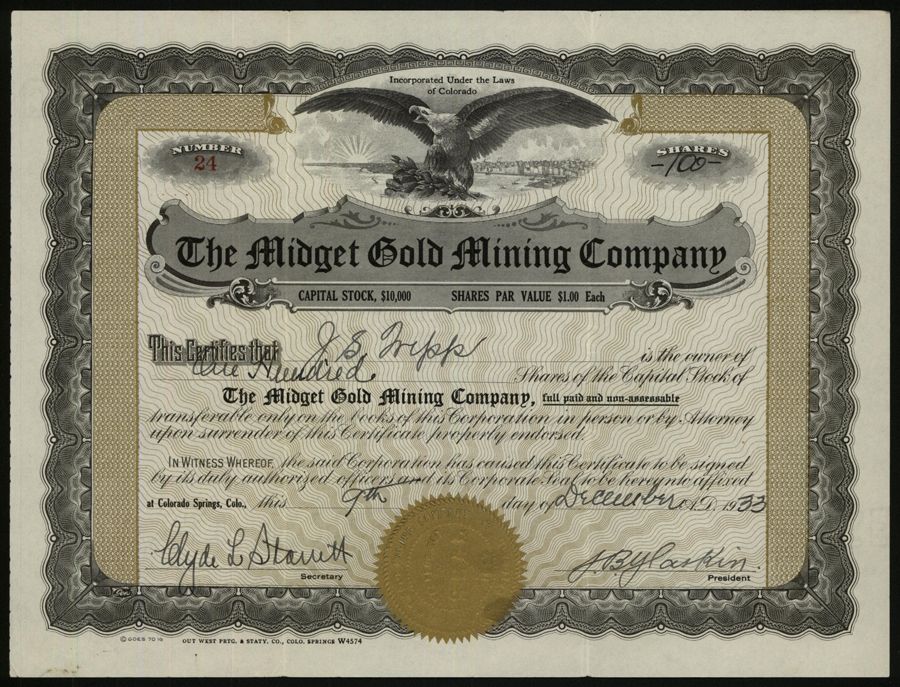 Incorporated Under the Laws
of Colorado
NUMBER
24
SHARES
-100-
The Midget Gold Mining Company
CAPITAL STOCK, $10,000 SHARES PAR VALUE $1.00 Each
This Certifies that J S Tripp is the owner of
One Hundred Shares of the Capital Stock of
The Midget Gold Mining Company, full paid and non-assessable
transferable only on the books of this Corporation in person or by Attorney
upon surrender of this Certificate properly endorsed.
IN WITNESS WHEREOF, the said Corporation has caused this Certificate to be signed
by its duly authorized officers and its Corporate Seal to be hereunto affixed
at Colorado Springs, Colo., this 9th day of December A.D. 1933
Clyde L Starrett
Secretary
President
© GOES 70
OUT WEST PRTG. & STATY. CO., COLO. SPRINGS W4574